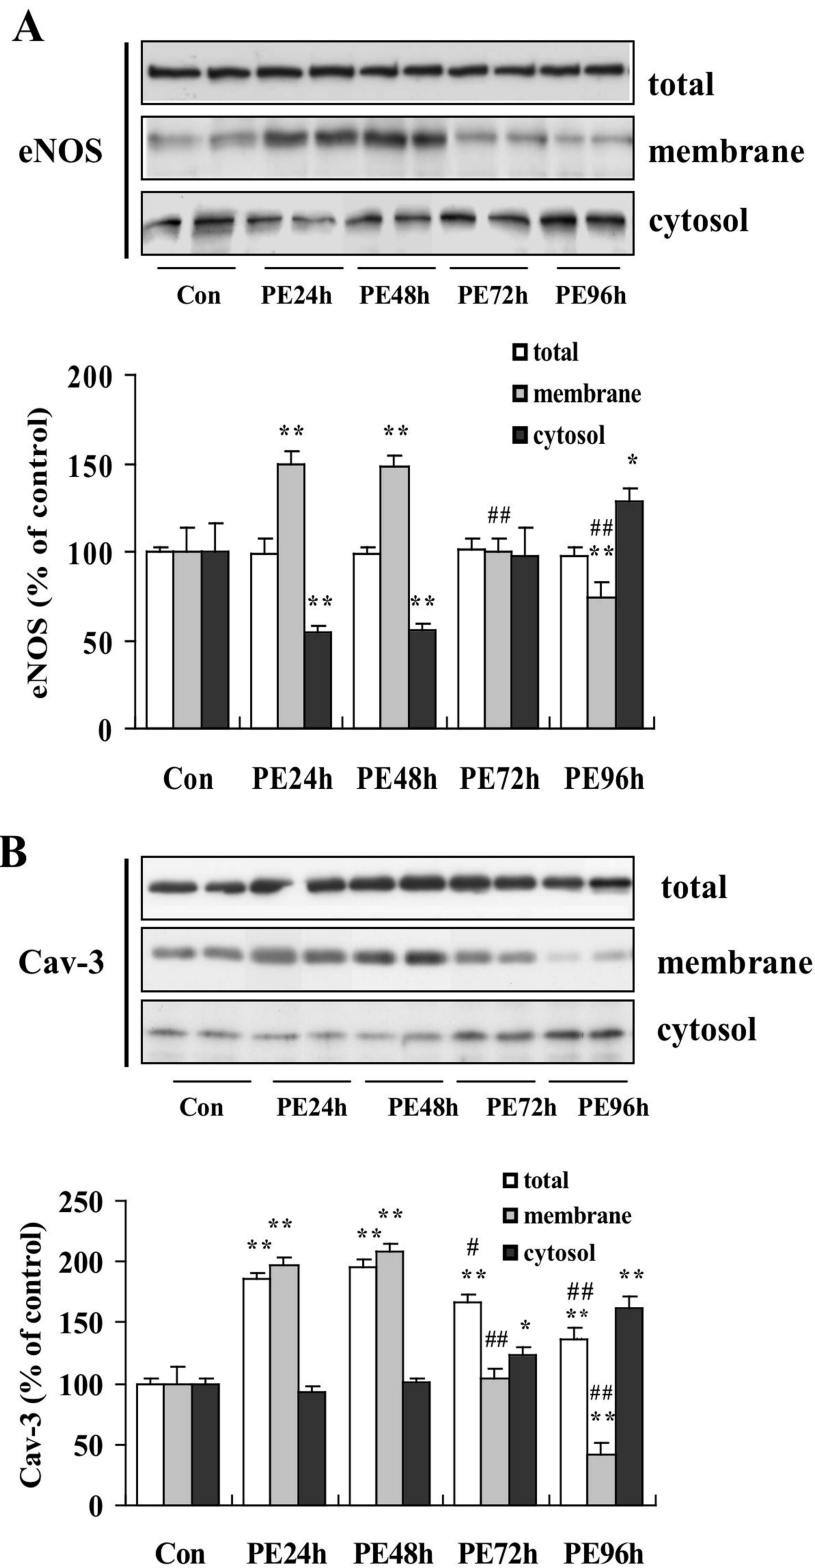 A
eNOS
total
membrane
cytosol
Con PE24h PE48h PE72h PE96h
total
membrane
cytosol
eNOS (% of control)
200
150
100
50
0
** ** ** ** ## ## ** *
Con PE24h PE48h PE72h PE96h
B
Cav-3
total
membrane
cytosol
Con PE24h PE48h PE72h PE96h
total
membrane
cytosol
Cav-3 (% of control)
250
200
150
100
50
0
** ** ** ** # ** ## * ## ** ## ** **
Con PE24h PE48h PE72h PE96h